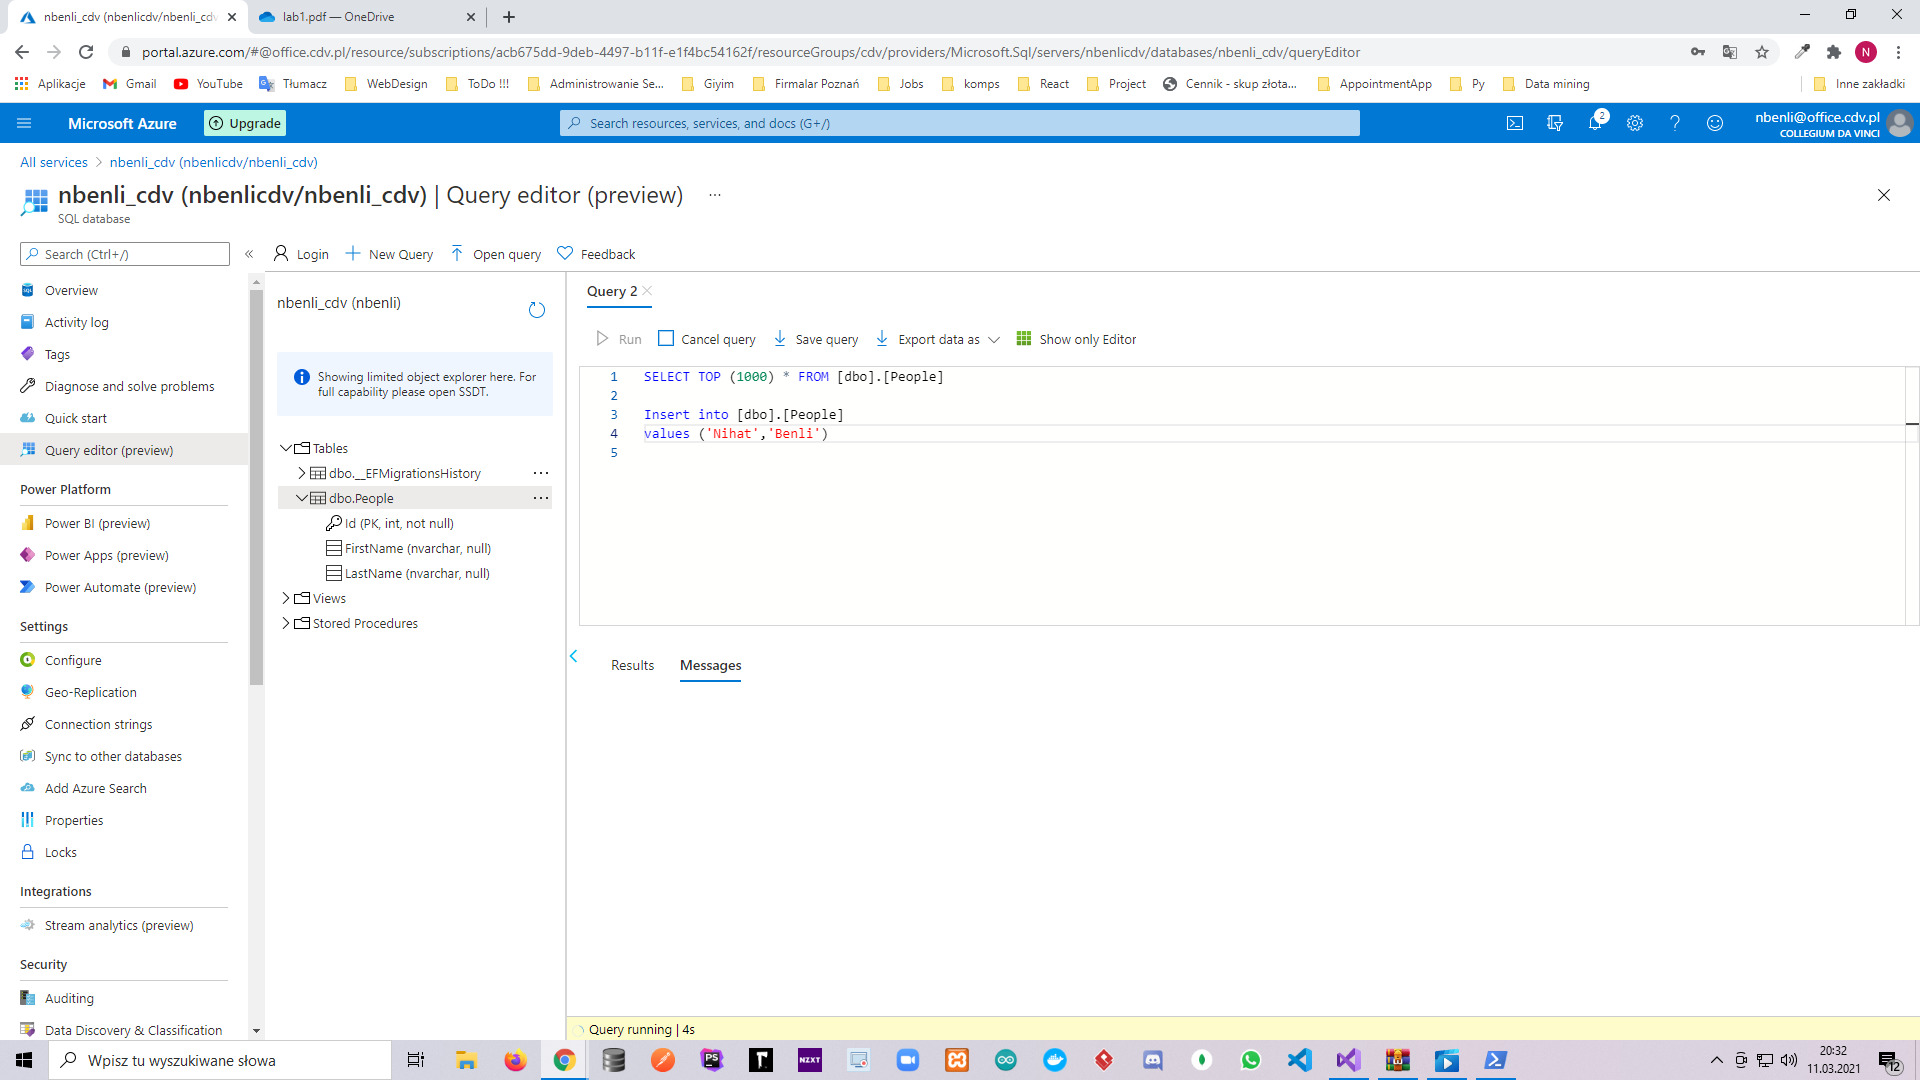 nbenli_cdv (nbenlicdv/nbenli_cdv
lab1.pdf — OneDrive
portal.azure.com/#@office.cdv.pl/resource/subscriptions/acb675dd-9deb-4497-b11f-e1f4bc54162f/resourceGroups/cdv/providers/Microsoft.Sql/servers/nbenlicdv/databases/nbenli_cdv/queryEditor
N
Aplikacje
Gmail
YouTube
Tłumacz
WebDesign
ToDo !!!
Administrowanie Se...
Giyim
Firmalar Poznań
Jobs
komps
React
Project
Cennik - skup złota...
AppointmentApp
Py
Data mining
Inne zakładki
Microsoft Azure
Upgrade
Search resources, services, and docs (G+/)
2
nbenli@office.cdv.pl
COLLEGIUM DA VINCI
All services > nbenli_cdv (nbenlicdv/nbenli_cdv)
nbenli_cdv (nbenlicdv/nbenli_cdv) | Query editor (preview) ...
SQL database
Search (Ctrl+/)
«
Login
New Query
Open query
Feedback
Overview
Activity log
Tags
Diagnose and solve problems
Quick start
Query editor (preview)
Power Platform
Power BI (preview)
Power Apps (preview)
Power Automate (preview)
Settings
Configure
Geo-Replication
Connection strings
Sync to other databases
Add Azure Search
Properties
Locks
Integrations
Stream analytics (preview)
Security
Auditing
Data Discovery & Classification
nbenli_cdv (nbenli)
Showing limited object explorer here. For
full capability please open SSDT.
Tables
dbo.__EFMigrationsHistory ...
dbo.People ...
Id (PK, int, not null)
FirstName (nvarchar, null)
LastName (nvarchar, null)
Views
Stored Procedures
Query 2
Run
Cancel query
Save query
Export data as
Show only Editor
1 SELECT TOP (1000) * FROM [dbo].[People]
2
3 Insert into [dbo].[People]
4 values ('Nihat','Benli')
5
Results
Messages
Query running | 4s
Wpisz tu wyszukiwane słowa
PS
r
NZXT
20:32
11.03.2021
12